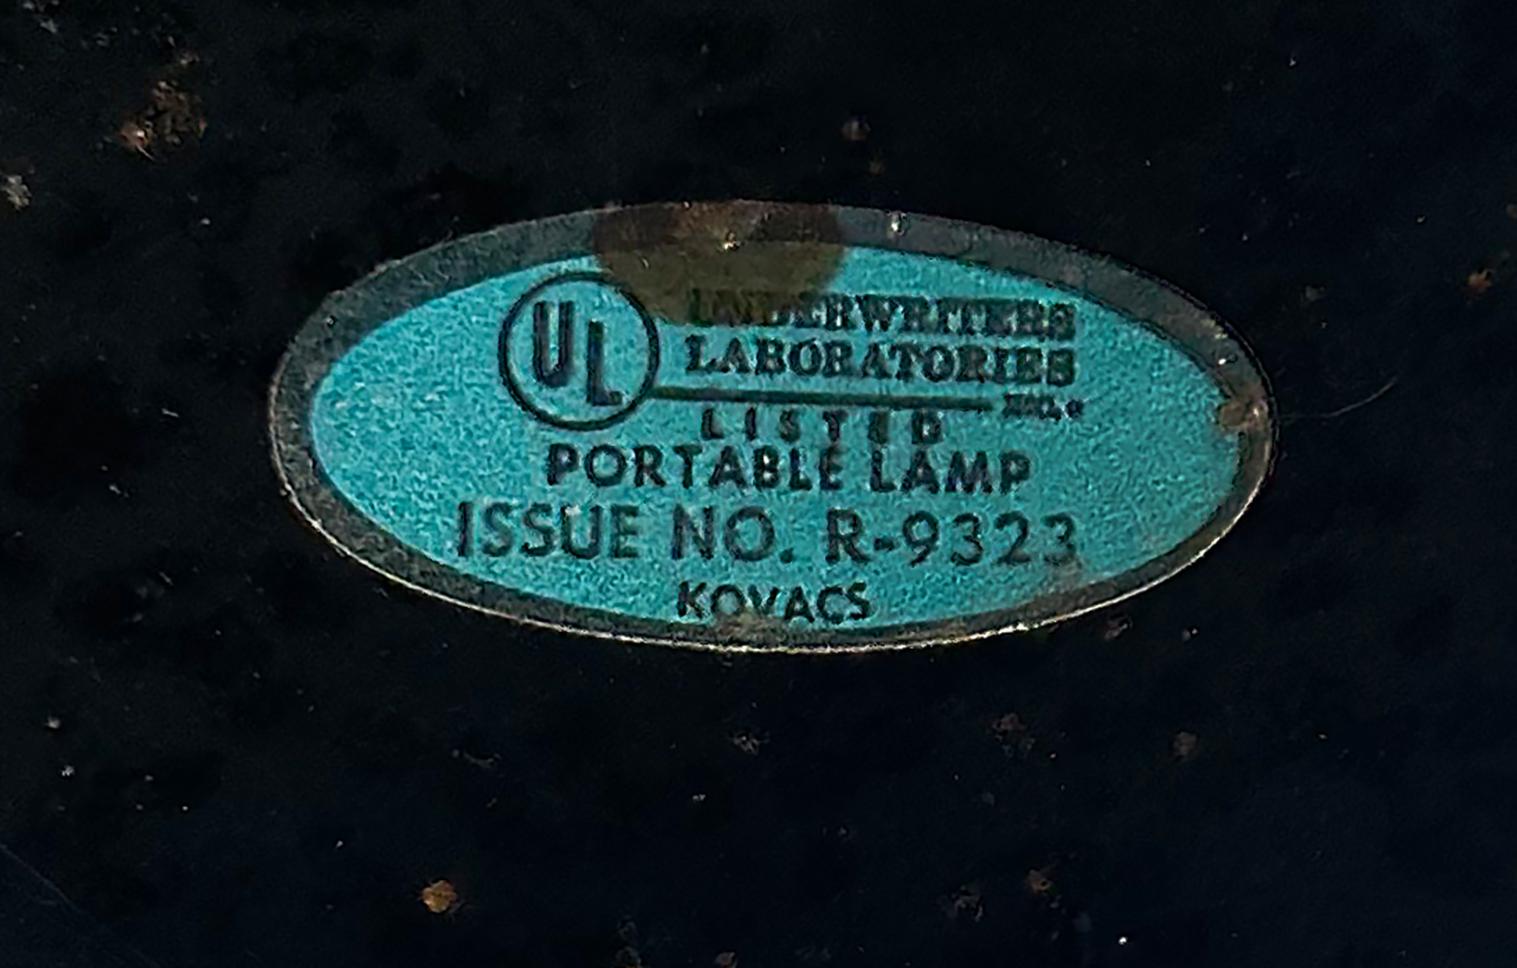 UL
UNDERWRITERS
LABORATORIES
INC.®
LISTED
PORTABLE LAMP
ISSUE NO. R-9323
KOVACS